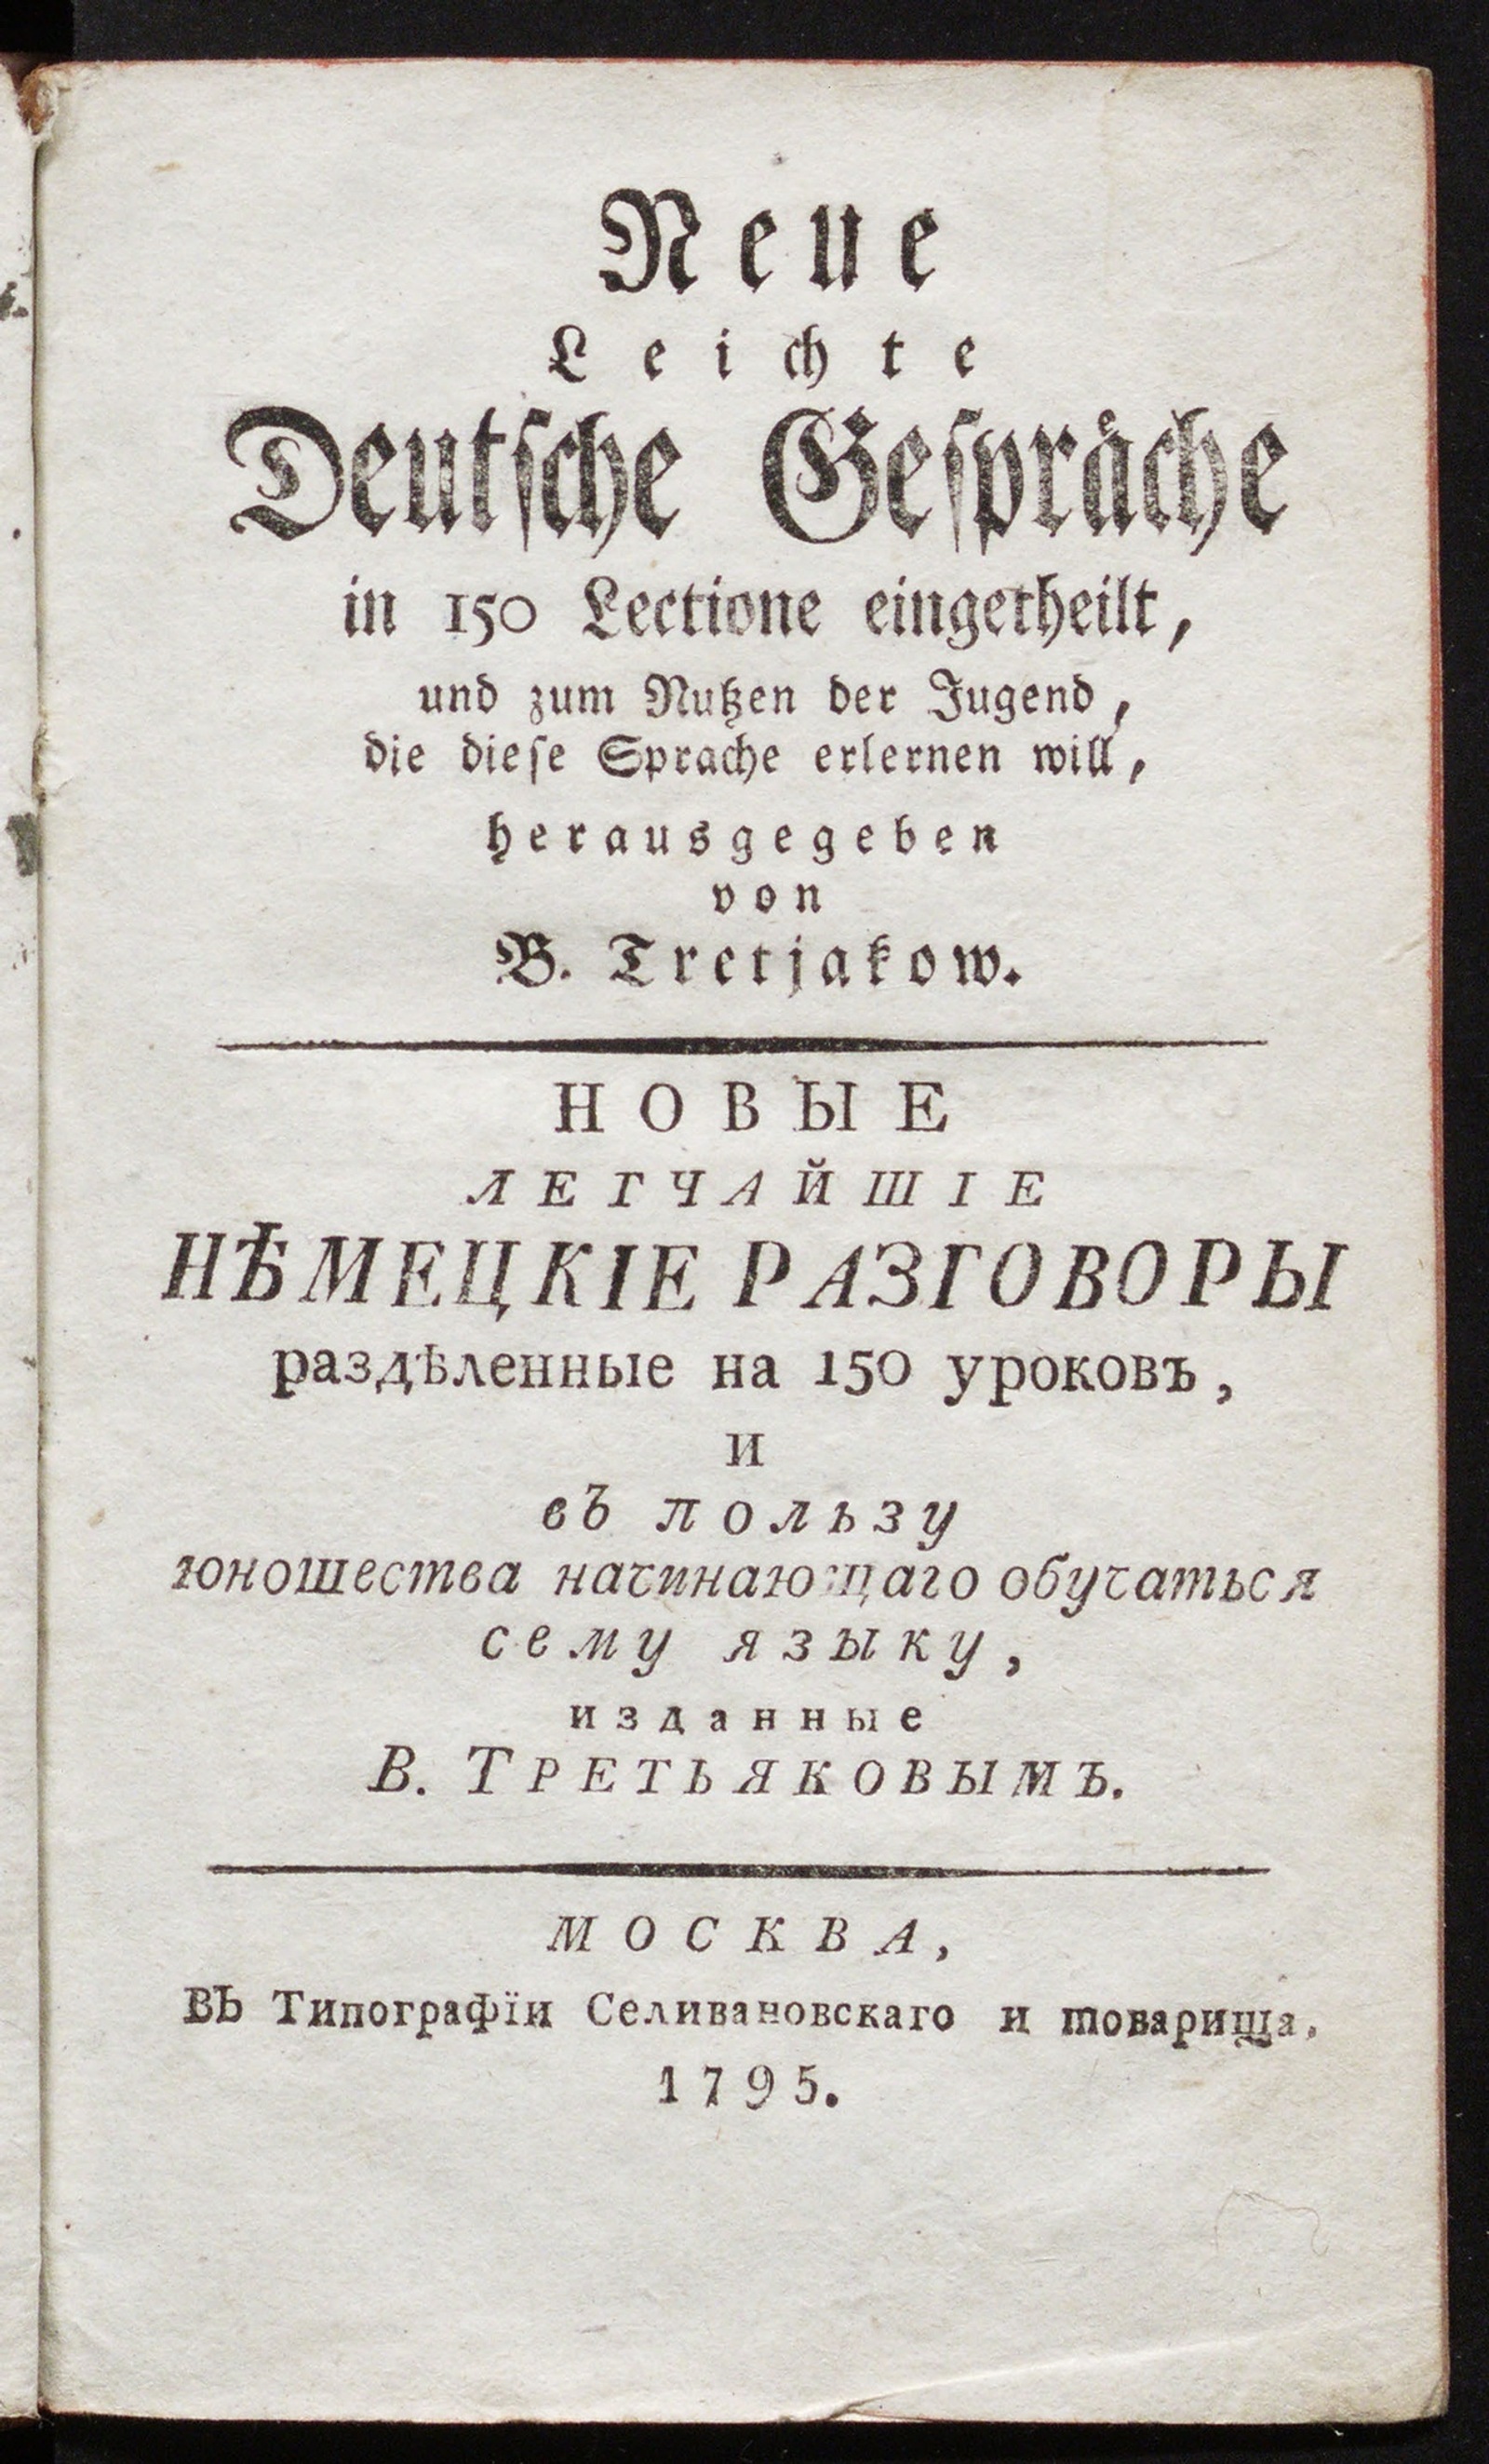 Neue
Leichte
Deutſche Geſpräche
in 150 Lectione eingetheilt,
und zum Nutzen der Jugend,
die dieſe Sprache erlernen will,
herausgegeben
von
B. Tretjakow.
НОВЫЕ
ЛЕГЧАЙШІЕ
НѢМЕЦКІЕ РАЗГОВОРЫ
раздѣленные на 150 уроковъ,
и
въ пользу
юношества начинающаго обучаться
сему языку,
изданные
В. ТРЕТЬЯКОВЫМЪ.
МОСКВА,
ВЬ Типографїи Селивановскаго и товарища.
1795.